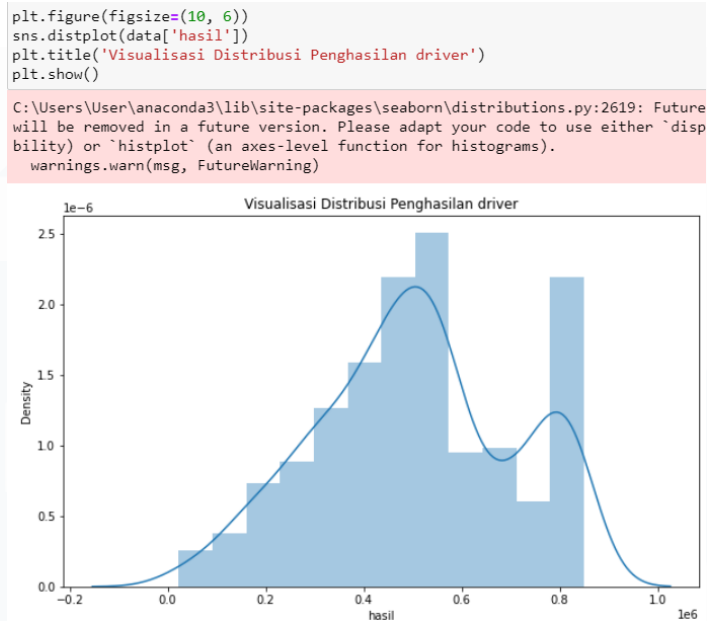 plt.figure(figsize=(10, 6))
sns.distplot(data['hasil'])
plt.title('Visualisasi Distribusi Penghasilan driver')
plt.show()
C:\Users\User\anaconda3\lib\site-packages\seaborn\distributions.py:2619: Future
will be removed in a future version. Please adapt your code to use either `disp
bility) or `histplot` (an axes-level function for histograms).
warnings.warn(msg, FutureWarning)
Visualisasi Distribusi Penghasilan driver
1e−6
2.5
2.0
1.5
1.0
0.5
0.0
Density
−0.2 0.0 0.2 0.4 0.6 0.8 1.0
1e6
hasil